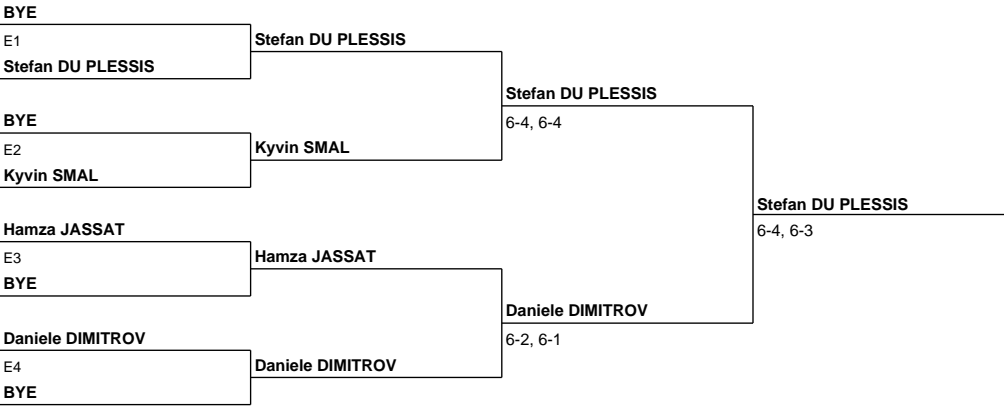 BYE
E1
Stefan DU PLESSIS
Stefan DU PLESSIS
BYE
E2
Kyvin SMAL
Kyvin SMAL
Stefan DU PLESSIS
6-4, 6-4
Hamza JASSAT
E3
BYE
Hamza JASSAT
Daniele DIMITROV
E4
BYE
Daniele DIMITROV
Daniele DIMITROV
6-2, 6-1
Stefan DU PLESSIS
6-4, 6-3